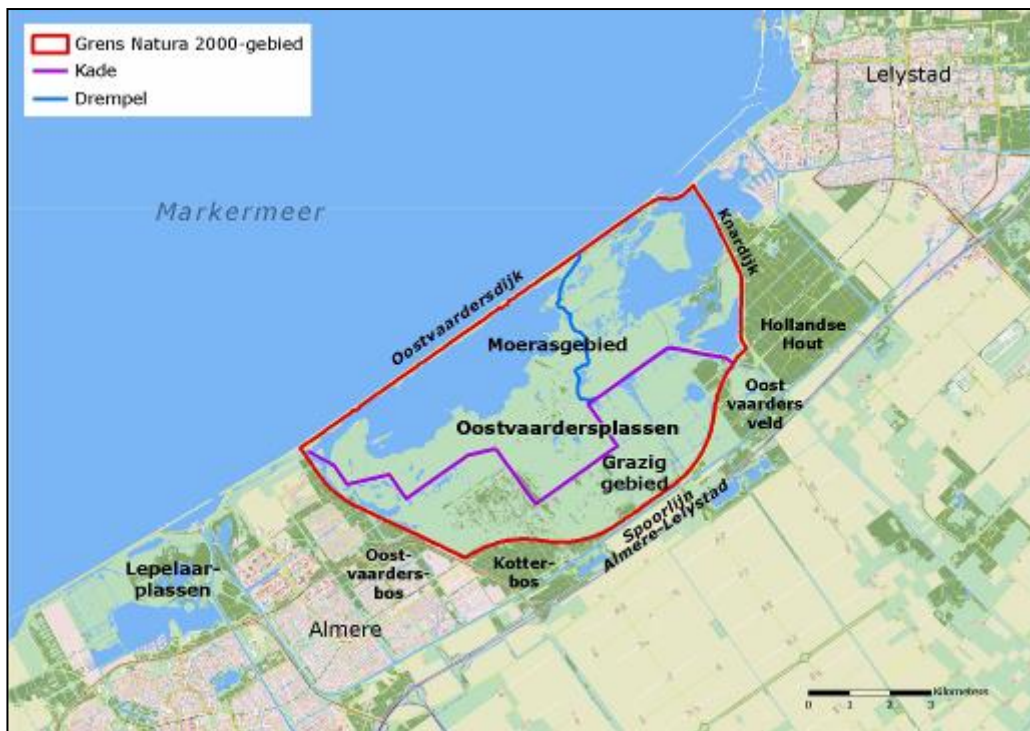 Grens Natura 2000-gebied
Kade
Drempel
Lelystad
Markermeer
Knardijk
Oostvaardersdijk
Hollandse
Hout
Moerasgebied
Oost
vaarders
veld
Oostvaardersplassen
Grazig
gebied
Spoorlijn
Almere-Lelystad
Oost-
vaarders-
bos
Kotter-
bos
Lepelaar-
plassen
Almere
Kilometers
0 1 2 3